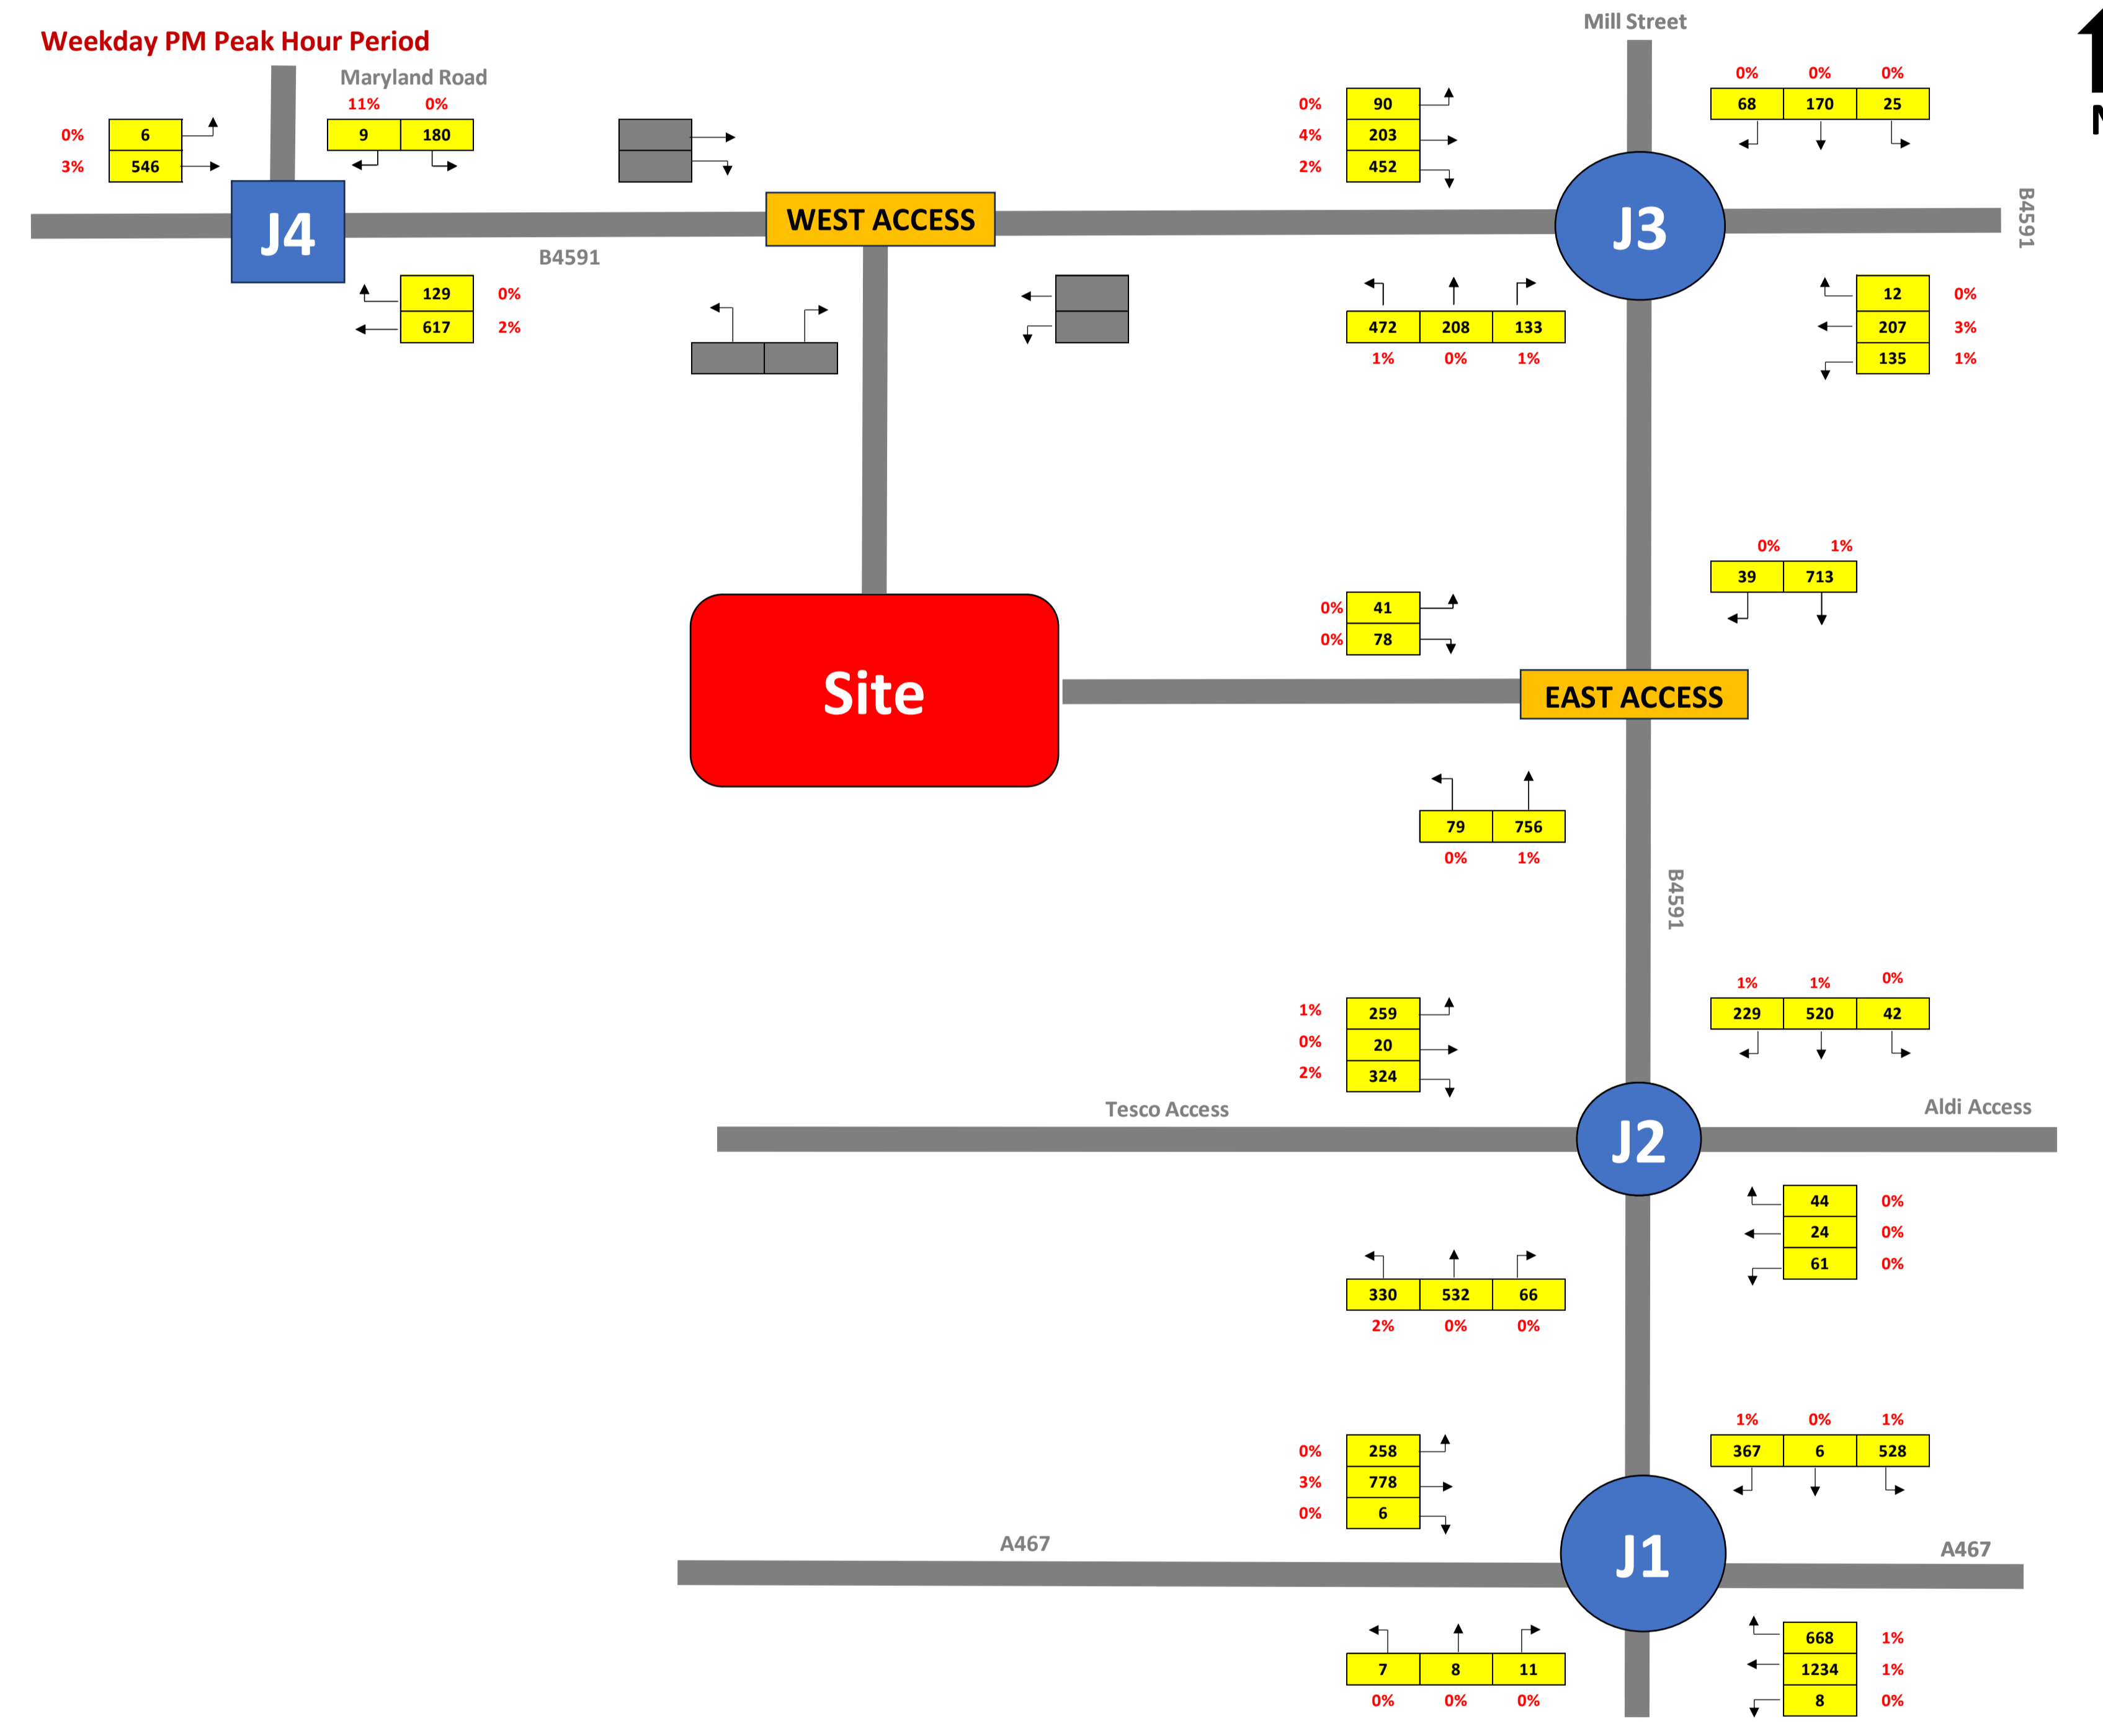 Mill Street
Weekday PM Peak Hour Period
Maryland Road
11% 0%
0% 6
9 180
3% 546
0% 90
4% 203
2% 452
0% 0% 0%
68 170 25
J4
WEST ACCESS
J3
B4591
B4591
129 0%
617 2%
472 208 133
1% 0% 1%
12 0%
207 3%
135 1%
0% 1%
39 713
0% 41
0% 78
Site
EAST ACCESS
79 756
0% 1%
B4591
1% 1% 0%
229 520 42
1% 259
0% 20
2% 324
Tesco Access
Aldi Access
J2
44 0%
24 0%
61 0%
330 532 66
2% 0% 0%
1% 0% 1%
367 6 528
0% 258
3% 778
0% 6
A467
J1
A467
7 8 11
0% 0% 0%
668 1%
1234 1%
8 0%